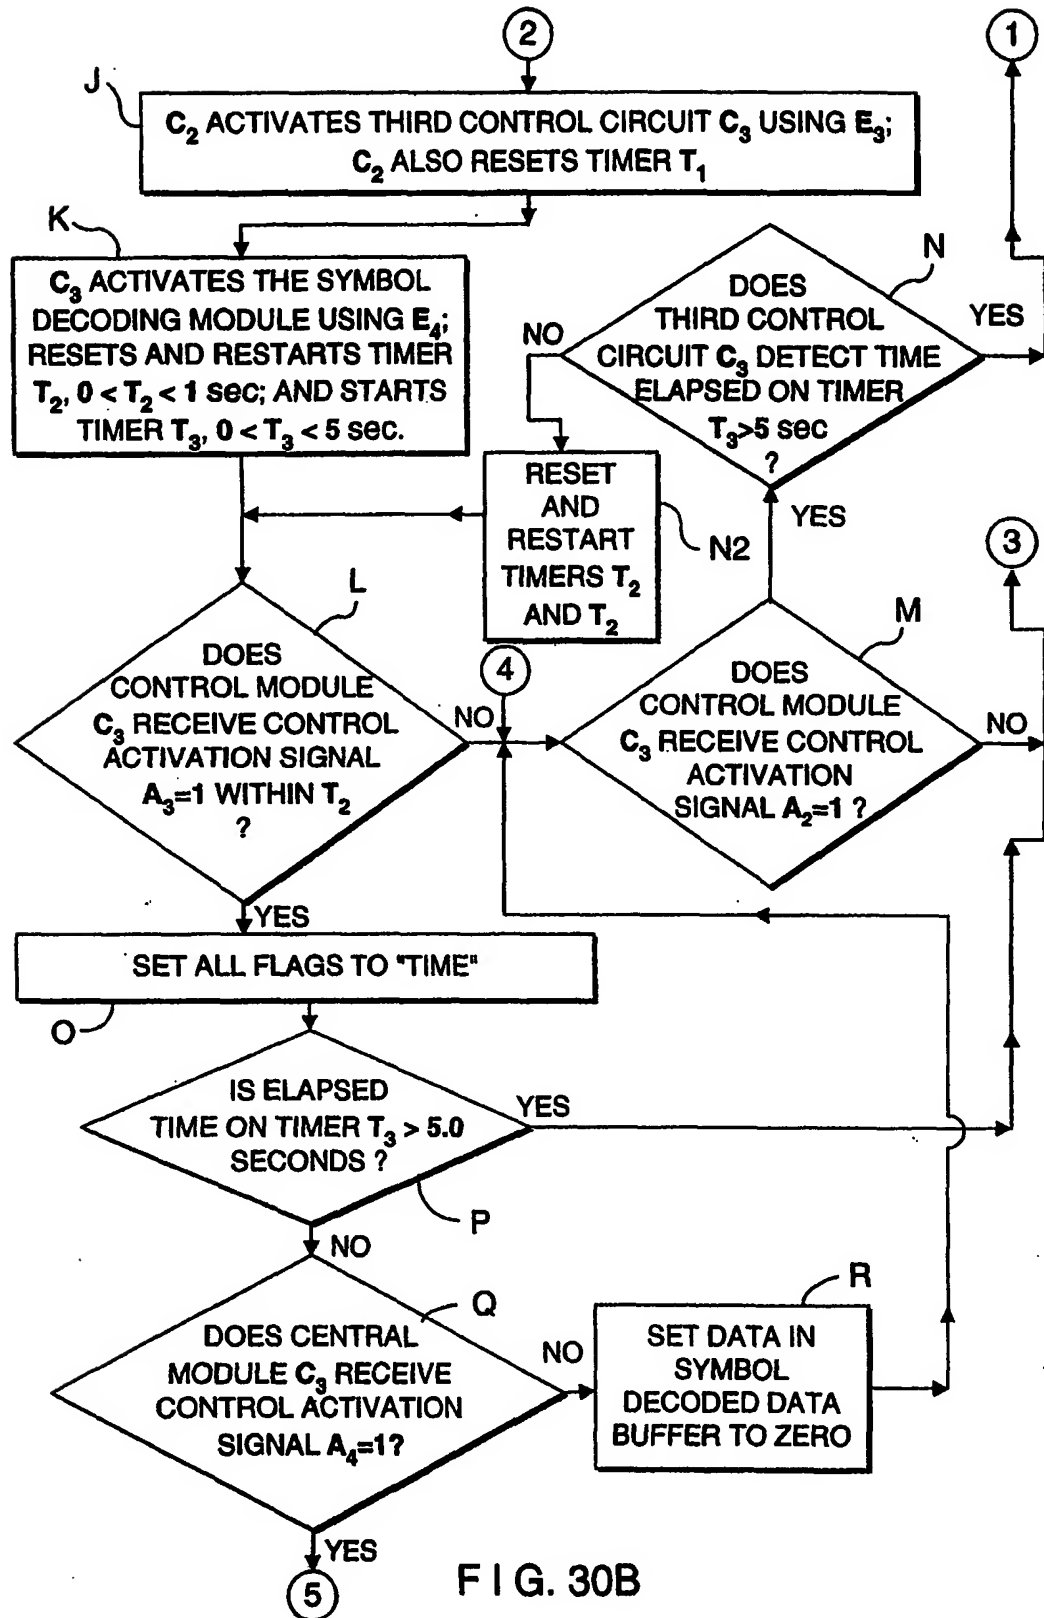 2
1
J
C2 ACTIVATES THIRD CONTROL CIRCUIT C3 USING E3;
C2 ALSO RESETS TIMER T1
K
C3 ACTIVATES THE SYMBOL
DECODING MODULE USING E4;
RESETS AND RESTARTS TIMER
T2, 0 < T2 < 1 sec; AND STARTS
TIMER T3, 0 < T3 < 5 sec.
N
DOES
THIRD CONTROL
CIRCUIT C3 DETECT TIME
ELAPSED ON TIMER
T3>5 sec
?
NO
YES
YES
RESET
AND
RESTART
TIMERS T2
AND T2
N2
3
L
DOES
CONTROL MODULE
C3 RECEIVE CONTROL
ACTIVATION SIGNAL
A3=1 WITHIN T2
?
NO
4
M
DOES
CONTROL MODULE
C3 RECEIVE CONTROL
ACTIVATION
SIGNAL A2=1 ?
NO
YES
SET ALL FLAGS TO "TIME"
O
IS ELAPSED
TIME ON TIMER T3 > 5.0
SECONDS ?
YES
P
NO
Q
DOES CENTRAL
MODULE C3 RECEIVE
CONTROL ACTIVATION
SIGNAL A4=1?
NO
R
SET DATA IN
SYMBOL
DECODED DATA
BUFFER TO ZERO
YES
5
FIG. 30B